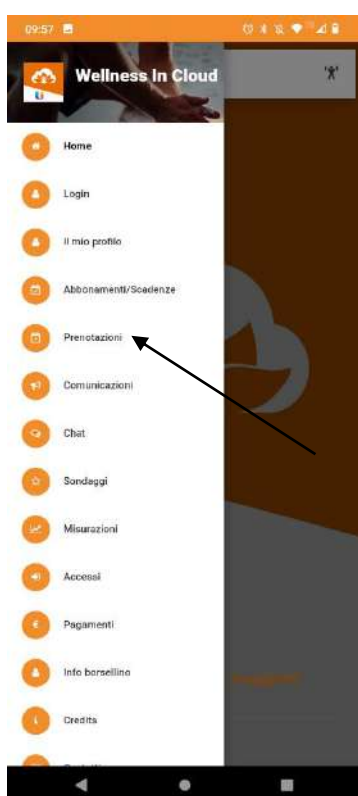 09:57
Wellness In Cloud
Home
Login
Il mio profilo
Abbonamenti/Scadenze
Prenotazioni
Comunicazioni
Chat
Sondaggi
Misurazioni
Accessi
Pagamenti
Info borsellino
Credits